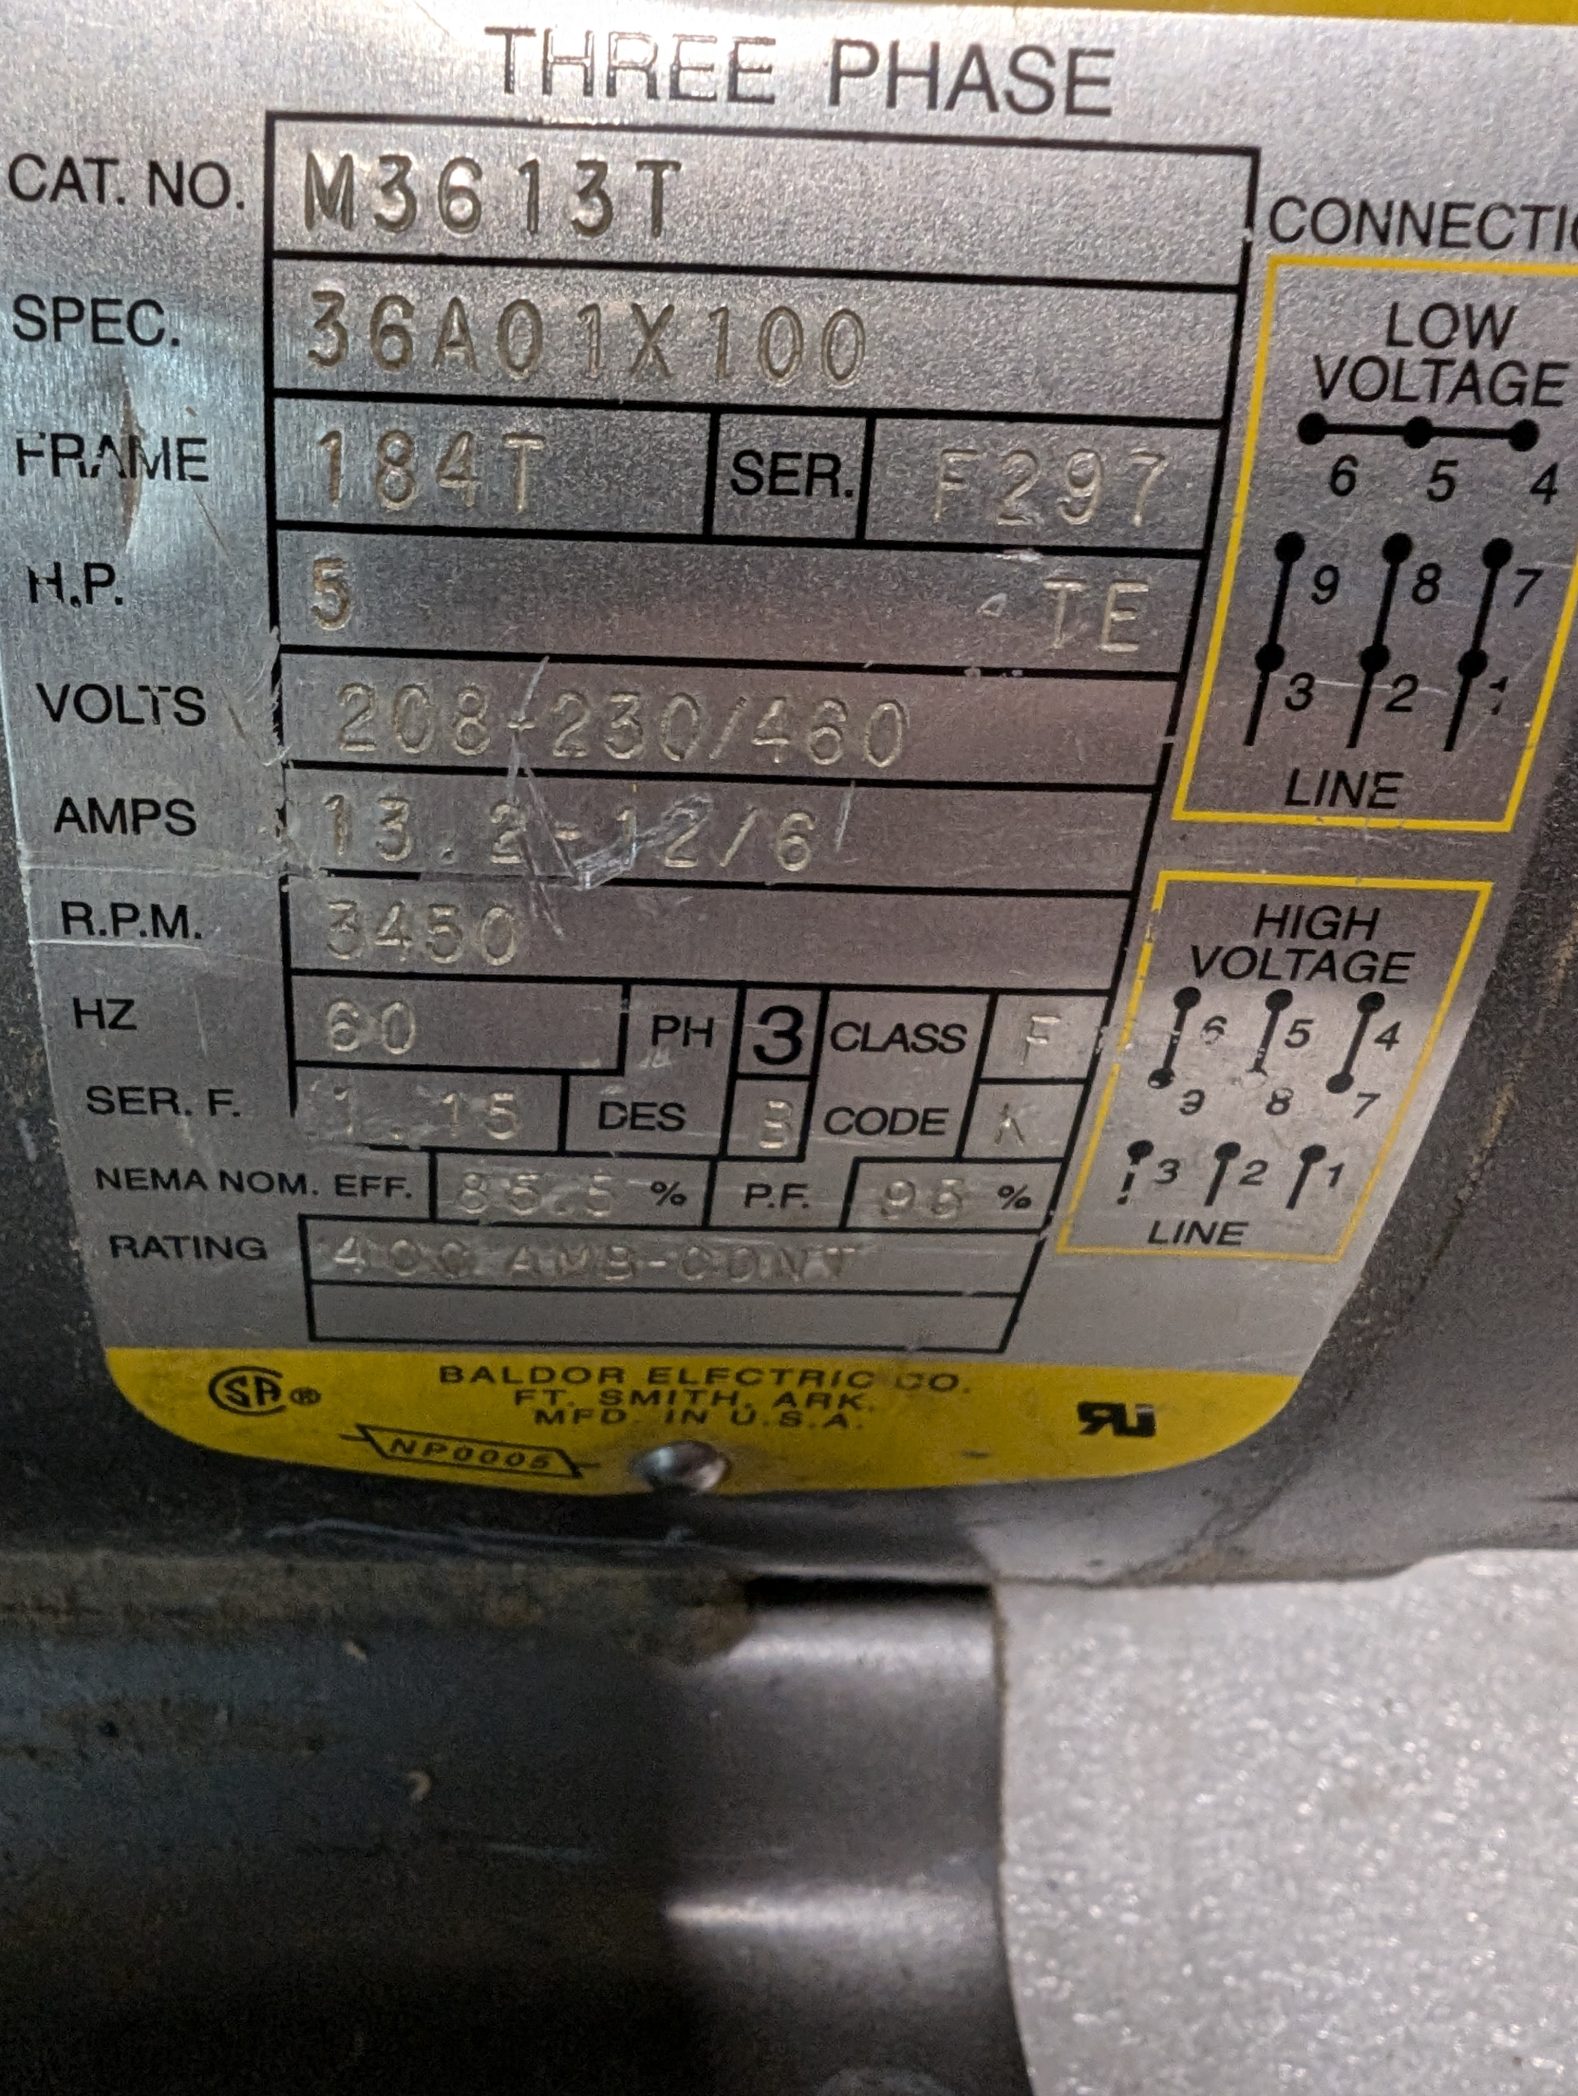 THREE PHASE
CAT. NO. M3613T
SPEC. 36A01X100
FRAME 184T SER. F297
H.P. 5 TE
VOLTS 208-230/460
AMPS 13.2-12/6
R.P.M. 3450
HZ 60 PH 3 CLASS F
SER. F. 1.15 DES B CODE K
NEMA NOM. EFF. 85.5 % P.F. %
RATING 40C AMB-CONT
CONNECTIO
LOW
VOLTAGE
6 5 4
9 8 7
3 2 1
LINE
HIGH
VOLTAGE
6 5 4
9 8 7
3 2 1
LINE
BALDOR ELECTRIC CO.
FT. SMITH, ARK.
MFD. IN U.S.A.
NP0005